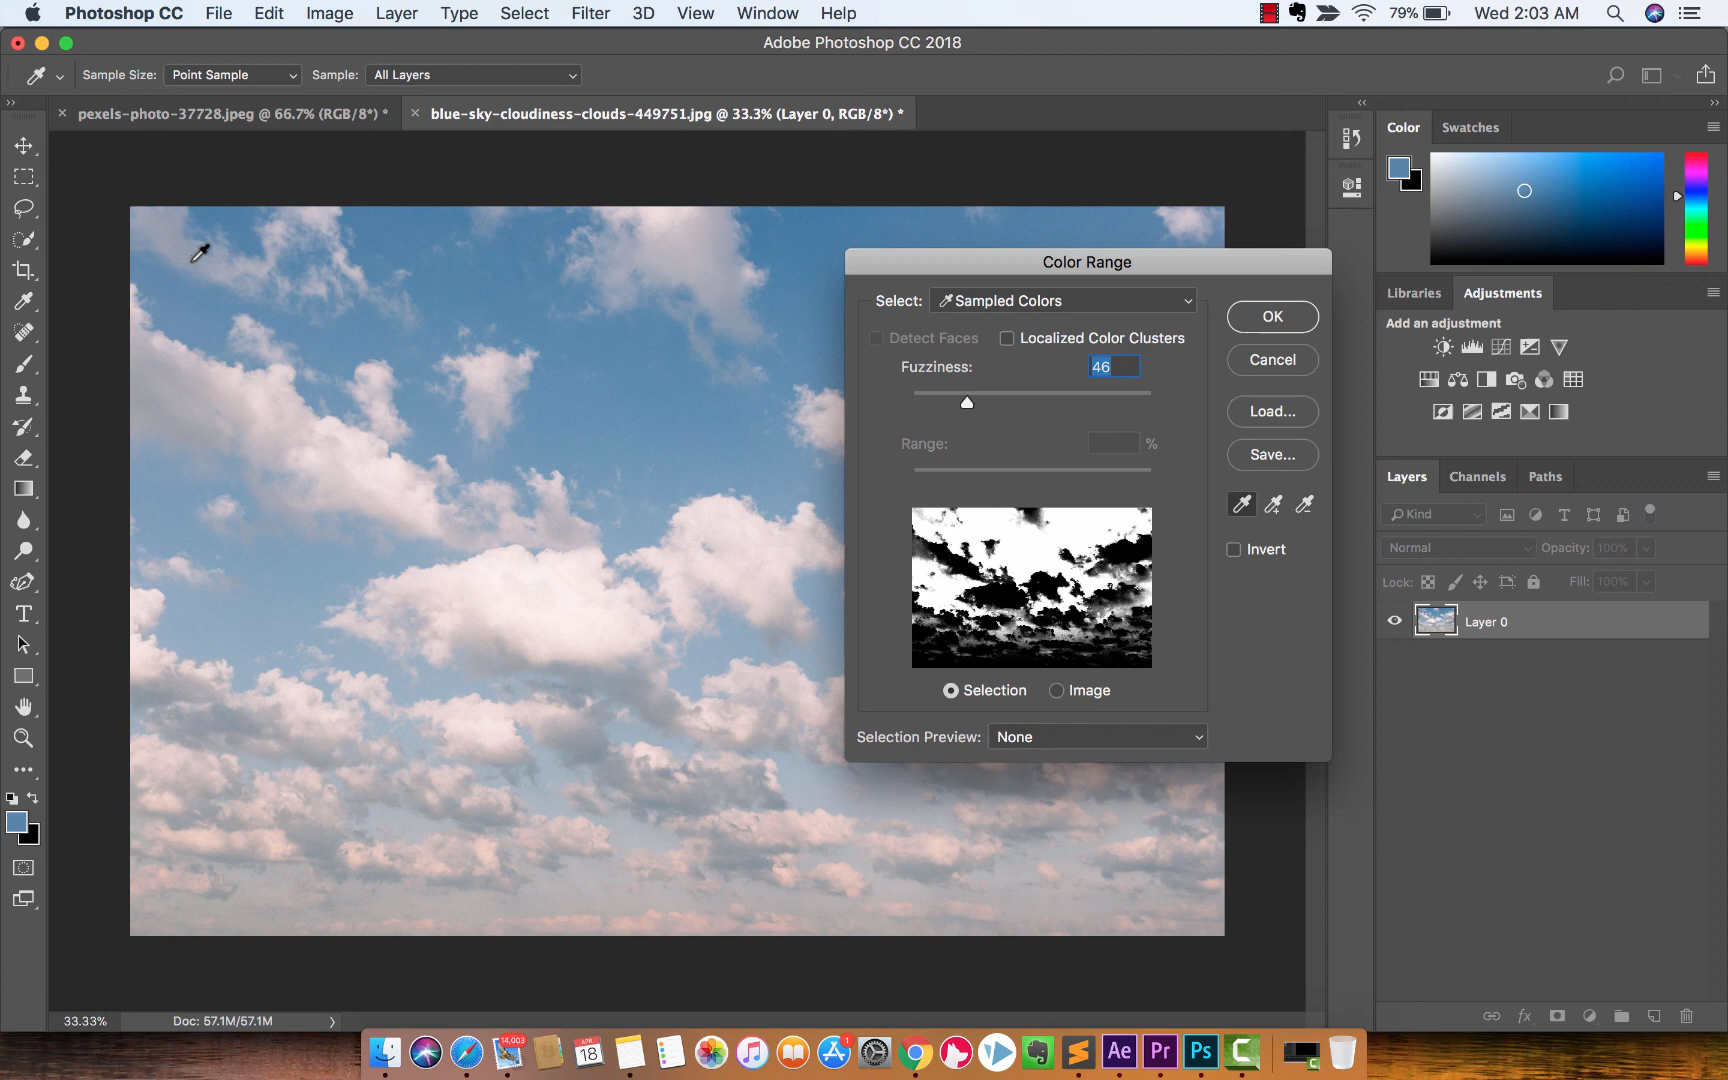 Photoshop CC File Edit Image Layer Type Select Filter 3D View Window Help 79% Wed 2:03 AM
Adobe Photoshop CC 2018
Sample Size: Point Sample Sample: All Layers
pexels-photo-37728.jpeg @ 66.7% (RGB/8*) * blue-sky-cloudiness-clouds-449751.jpg @ 33.3% (Layer 0, RGB/8*) *
Color Swatches
Color Range
Select: Sampled Colors
OK
Detect Faces Localized Color Clusters
Fuzziness: 46
Cancel
Load...
Range: %
Save...
Invert
Selection Image
Selection Preview: None
Libraries Adjustments
Add an adjustment
Layers Channels Paths
Kind
Normal Opacity: 100%
Lock: Fill: 100%
Layer 0
fx
33.33% Doc: 57.1M/57.1M
14,003
APR
18
1
Ae Pr Ps C